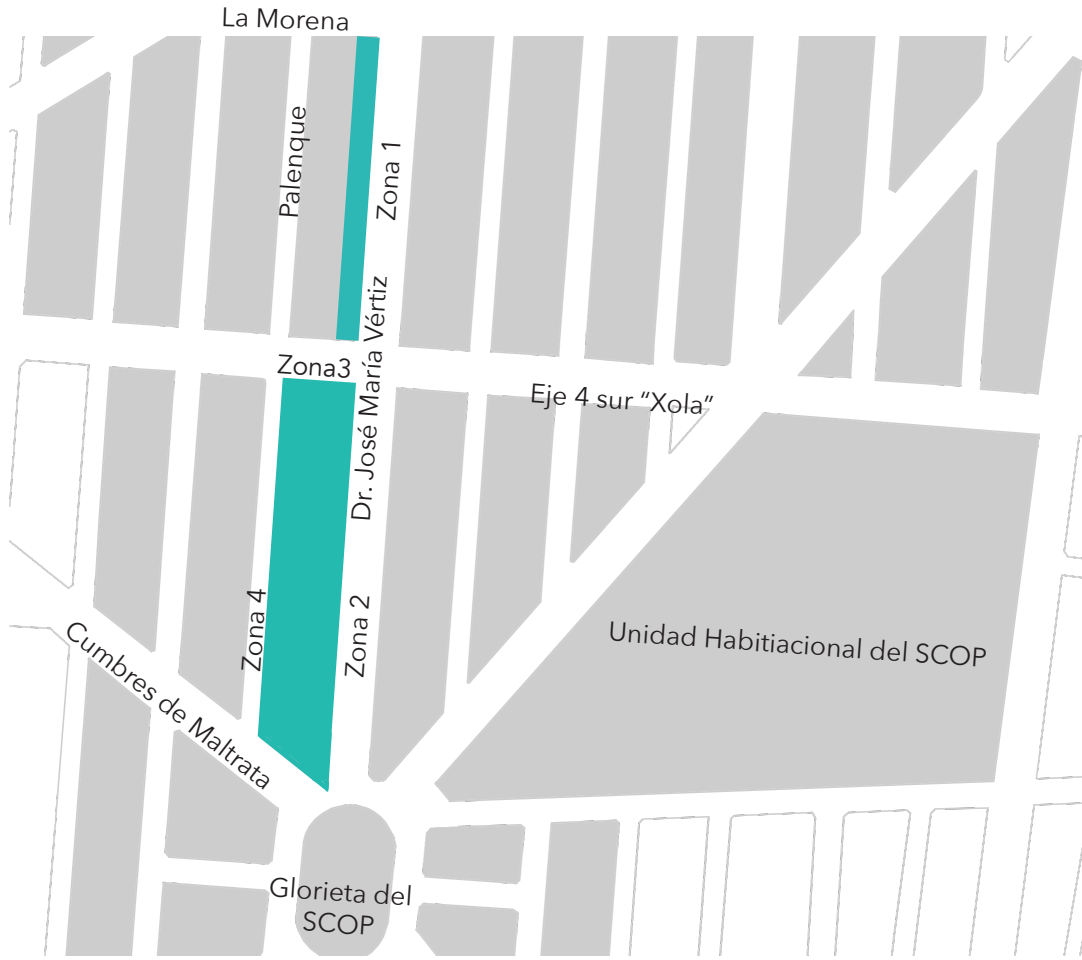 La Morena
Palenque
Zona 1
Dr. José María Vértiz
Zona3
Eje 4 sur “Xola”
Zona 4
Zona 2
Cumbres de Maltrata
Unidad Habitiacional del SCOP
Glorieta del
SCOP